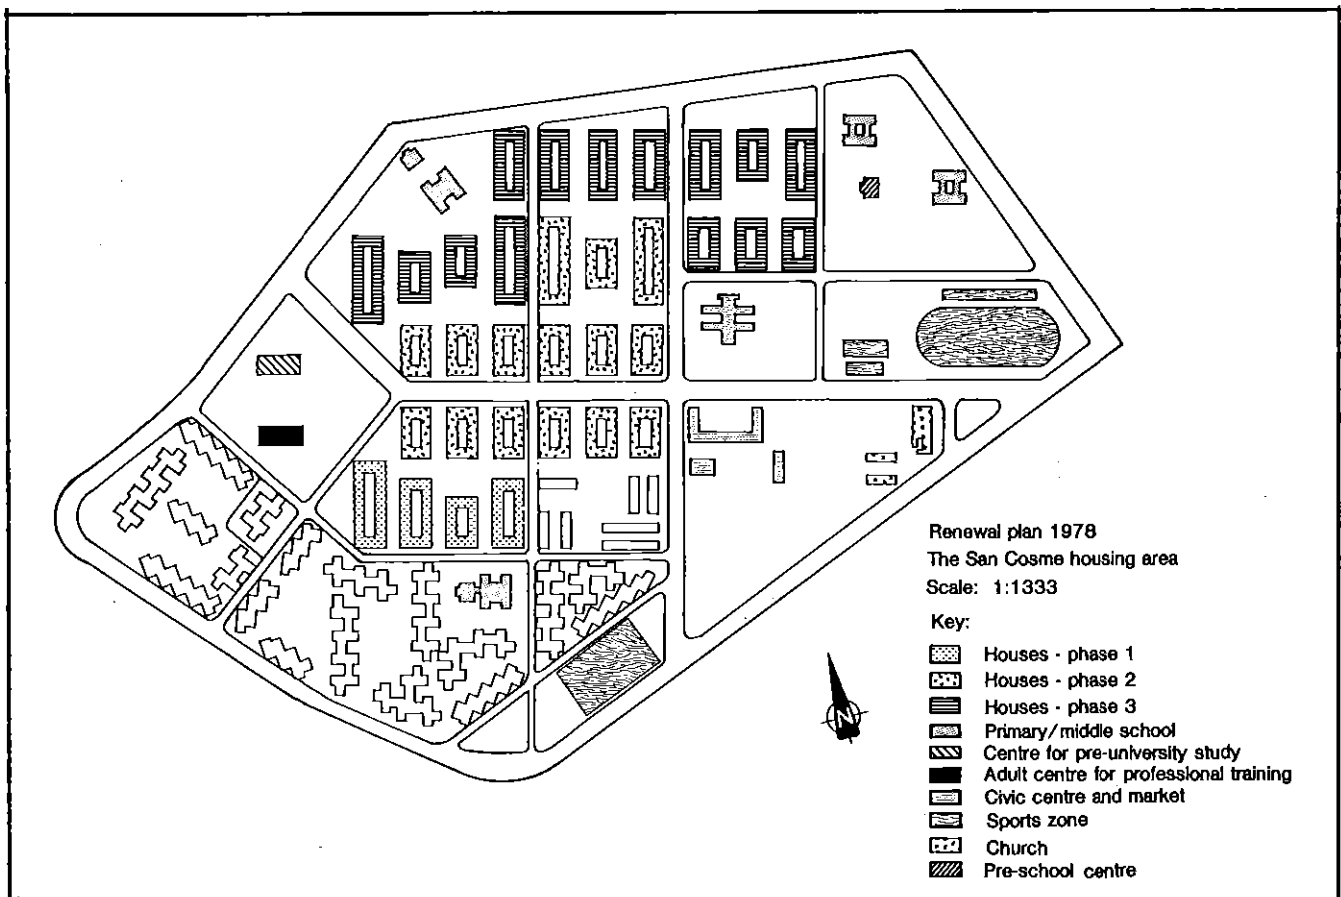 Renewal plan 1978
The San Cosme housing area
Scale: 1:1333
Key:
Houses - phase 1
Houses - phase 2
Houses - phase 3
Primary/middle school
Centre for pre-university study
Adult centre for professional training
Civic centre and market
Sports zone
Church
Pre-school centre
N